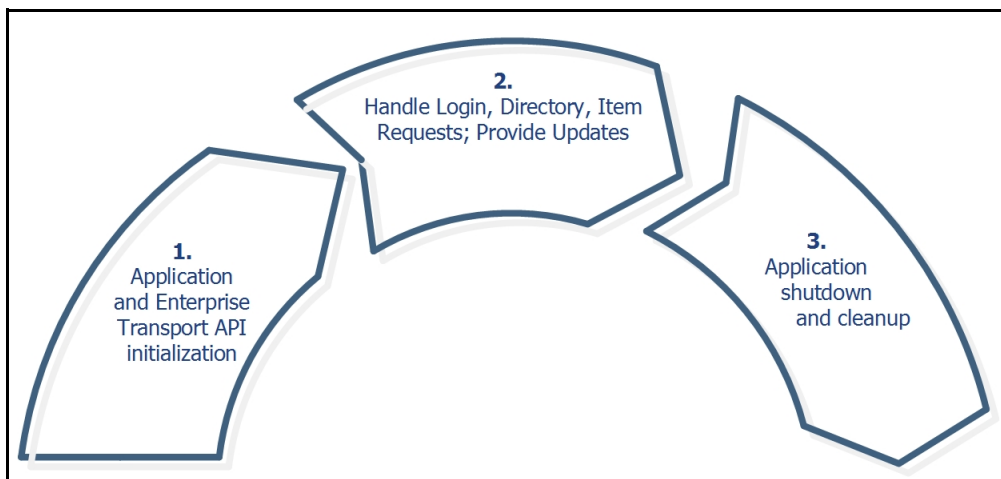 1.
Application
and Enterprise
Transport API
initialization
2.
Handle Login, Directory, Item
Requests; Provide Updates
3.
Application
shutdown
and cleanup